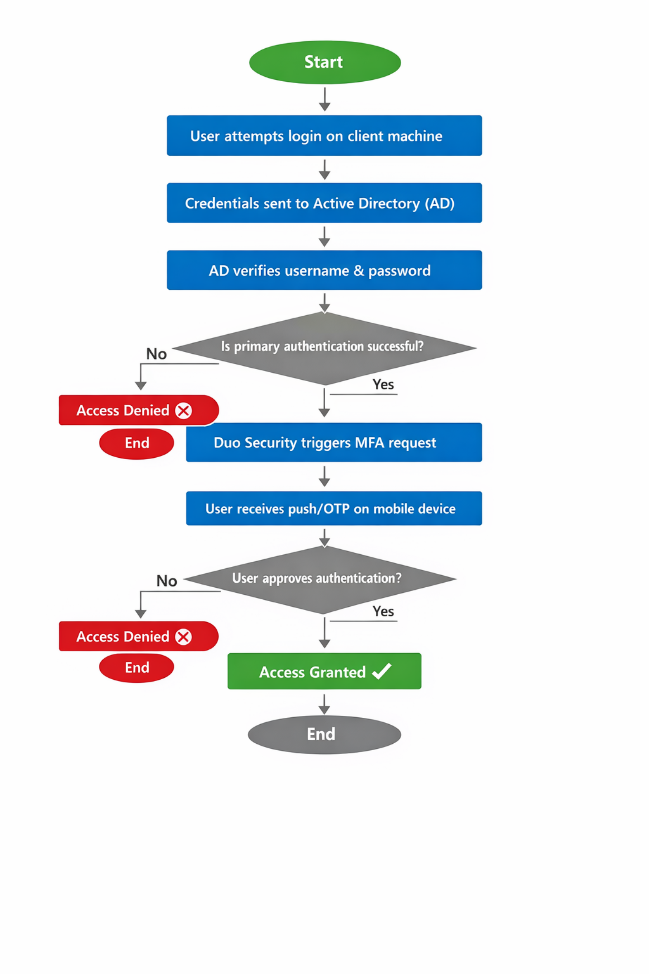 Start
User attempts login on client machine
Credentials sent to Active Directory (AD)
AD verifies username & password
Is primary authentication successful?
No
Yes
Access Denied
End
Duo Security triggers MFA request
User receives push/OTP on mobile device
User approves authentication?
No
Yes
Access Denied
End
Access Granted
End